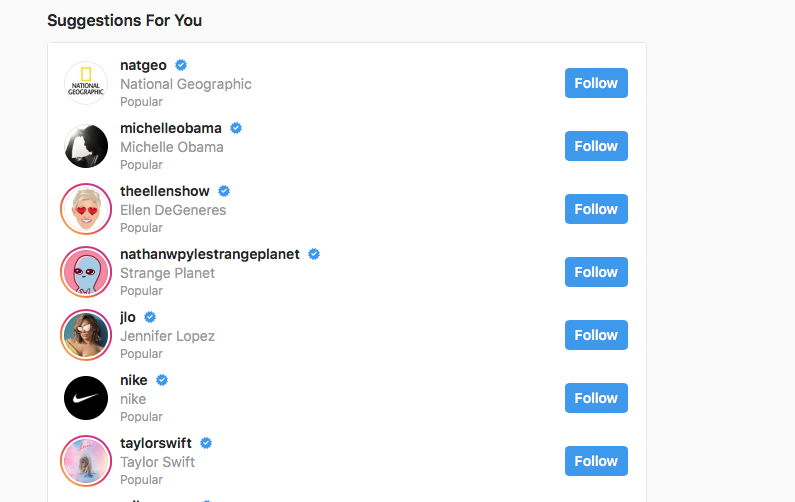 Suggestions For You
natgeo
NATIONAL
GEOGRAPHIC
National Geographic
Popular
Follow
michelleobama
Michelle Obama
Popular
Follow
theellenshow
Ellen DeGeneres
Popular
Follow
nathanwpylestrangeplanet
Strange Planet
Popular
Follow
jlo
Jennifer Lopez
Popular
Follow
nike
nike
Popular
Follow
taylorswift
Taylor Swift
Popular
Follow